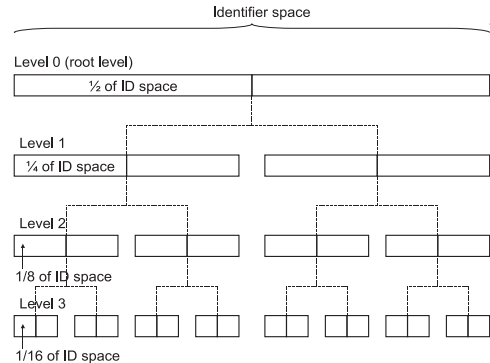 Identifier space
Level 0 (root level)
½ of ID space
Level 1
¼ of ID space
Level 2
1/8 of ID space
Level 3
1/16 of ID space